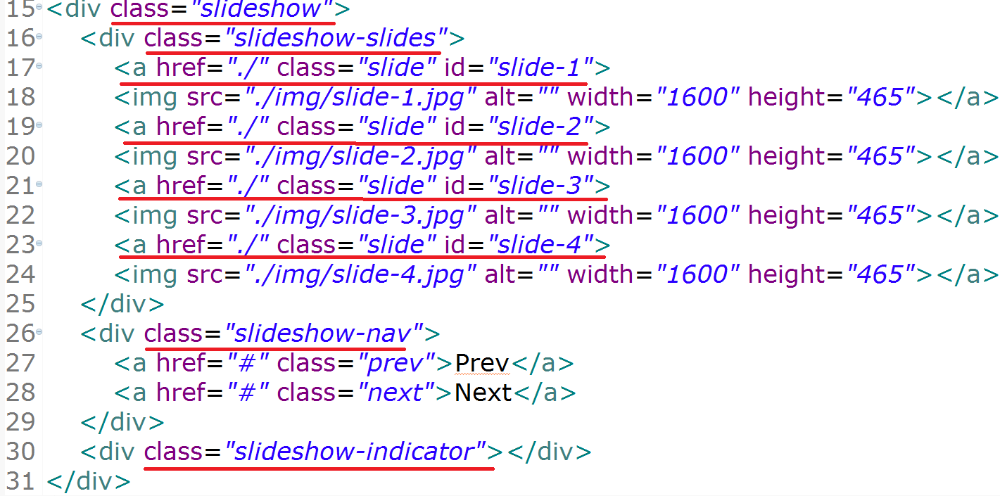 15 <div class="slideshow">
16 <div class="slideshow-slides">
17 <a href="./" class="slide" id="slide-1">
18 <img src="./img/slide-1.jpg" alt="" width="1600" height="465"></a>
19 <a href="./" class="slide" id="slide-2">
20 <img src="./img/slide-2.jpg" alt="" width="1600" height="465"></a>
21 <a href="./" class="slide" id="slide-3">
22 <img src="./img/slide-3.jpg" alt="" width="1600" height="465"></a>
23 <a href="./" class="slide" id="slide-4">
24 <img src="./img/slide-4.jpg" alt="" width="1600" height="465"></a>
25 </div>
26 <div class="slideshow-nav">
27 <a href="#" class="prev">Prev</a>
28 <a href="#" class="next">Next</a>
29 </div>
30 <div class="slideshow-indicator"></div>
31 </div>